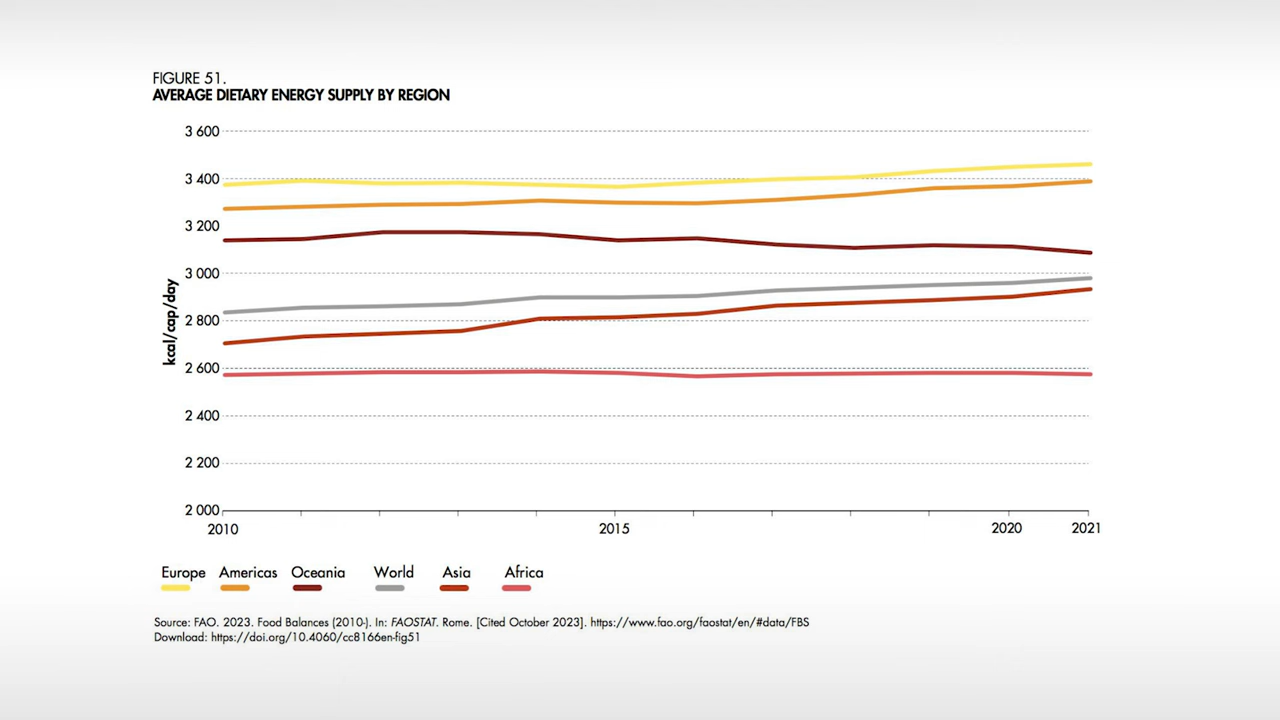 FIGURE 51.
AVERAGE DIETARY ENERGY SUPPLY BY REGION
3 600
3 400
3 200
3 000
2 800
2 600
2 400
2 200
2 000
kcal/cap/day
2010 2015 2020 2021
Europe Americas Oceania World Asia Africa
Source: FAO. 2023. Food Balances (2010-). In: FAOSTAT. Rome. [Cited October 2023]. https://www.fao.org/faostat/en/#data/FBS
Download: https://doi.org/10.4060/cc8166en-fig51